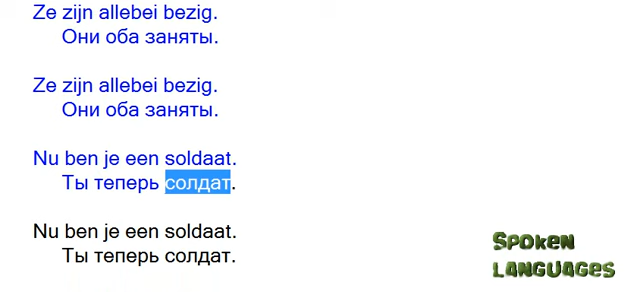 Ze zijn allebei bezig.
Они оба заняты.
Ze zijn allebei bezig.
Они оба заняты.
Nu ben je een soldaat.
Ты теперь солдат.
Nu ben je een soldaat.
Ты теперь солдат.
Spoken
Languages